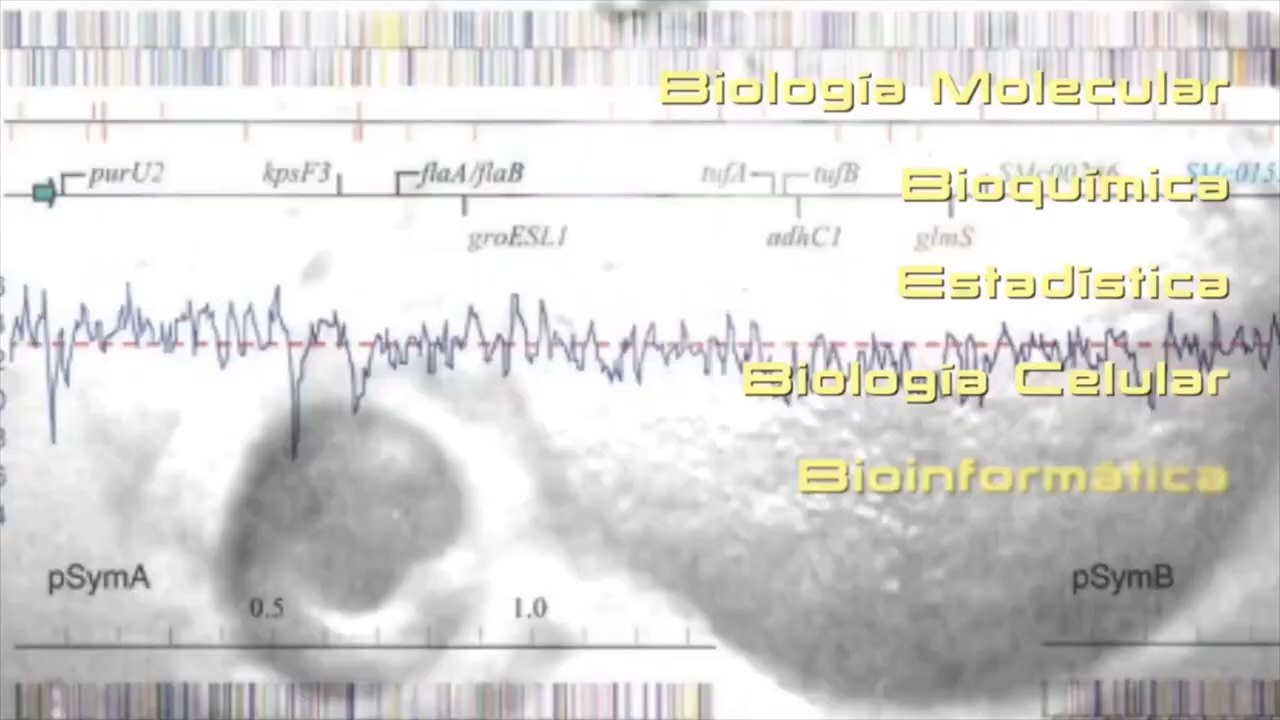 Biología Molecular
purU2 kpsF3 flaA/flaB tufA tufB
Bioquímica
groESL1 adhC1 glmS
Estadística
Biología Celular
Bioinformática
pSymA pSymB
0.5 1.0